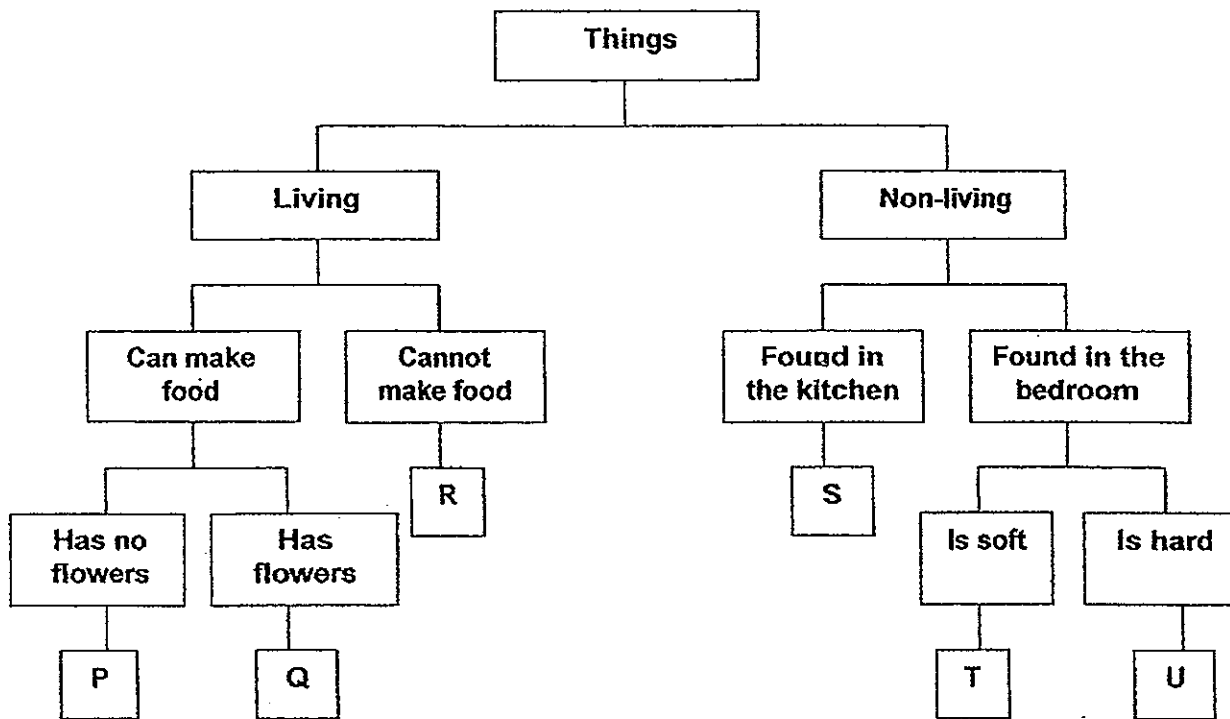 Things
Living
Non-living
Can make
food
Cannot
make food
Found in
the kitchen
Found in the
bedroom
R
S
Has no
flowers
Has
flowers
Is soft
Is hard
P
Q
T
U